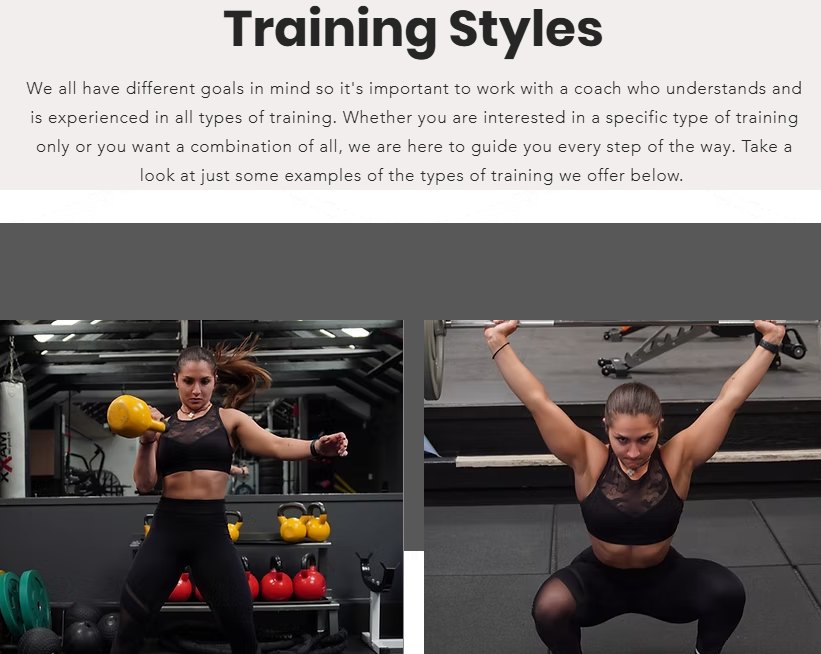 Training Styles
We all have different goals in mind so it's important to work with a coach who understands and
is experienced in all types of training. Whether you are interested in a specific type of training
only or you want a combination of all, we are here to guide you every step of the way. Take a
look at just some examples of the types of training we offer below.